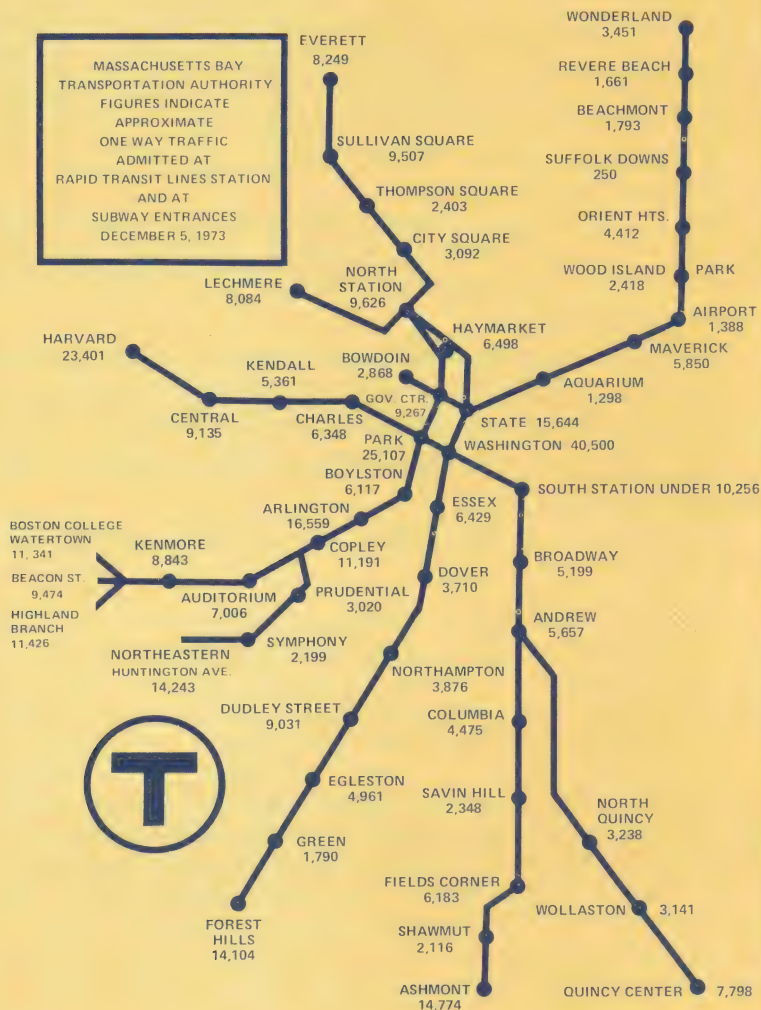 MASSACHUSETTS BAY
TRANSPORTATION AUTHORITY
FIGURES INDICATE
APPROXIMATE
ONE WAY TRAFFIC
ADMITTED AT
RAPID TRANSIT LINES STATION
AND AT
SUBWAY ENTRANCES
DECEMBER 5, 1973
EVERETT
8,249
SULLIVAN SQUARE
9,507
THOMPSON SQUARE
2,403
CITY SQUARE
3,092
NORTH
STATION
9,626
LECHMERE
8,084
HAYMARKET
6,498
WONDERLAND
3,451
REVERE BEACH
1,661
BEACHMONT
1,793
SUFFOLK DOWNS
250
ORIENT HTS.
4,412
WOOD ISLAND PARK
2,418
AIRPORT
1,388
MAVERICK
5,850
AQUARIUM
1,298
STATE 15,644
BOWDOIN
2,868
GOV. CTR.
9,267
HARVARD
23,401
CENTRAL
9,135
KENDALL
5,361
CHARLES
6,348
PARK
25,107
WASHINGTON 40,500
BOYLSTON
6,117
ARLINGTON
16,559
COPLEY
11,191
BOSTON COLLEGE
WATERTOWN
11, 341
BEACON ST.
9,474
HIGHLAND
BRANCH
11,426
KENMORE
8,843
AUDITORIUM
7,006
PRUDENTIAL
3,020
SYMPHONY
2,199
NORTHEASTERN
HUNTINGTON AVE.
14,243
ESSEX
6,429
DOVER
3,710
NORTHAMPTON
3,876
DUDLEY STREET
9,031
EGLESTON
4,961
GREEN
1,790
FOREST
HILLS
14,104
SOUTH STATION UNDER 10,256
BROADWAY
5,199
ANDREW
5,657
COLUMBIA
4,475
SAVIN HILL
2,348
FIELDS CORNER
6,183
SHAWMUT
2,116
ASHMONT
14,774
NORTH
QUINCY
3,238
WOLLASTON 3,141
QUINCY CENTER 7,798
T